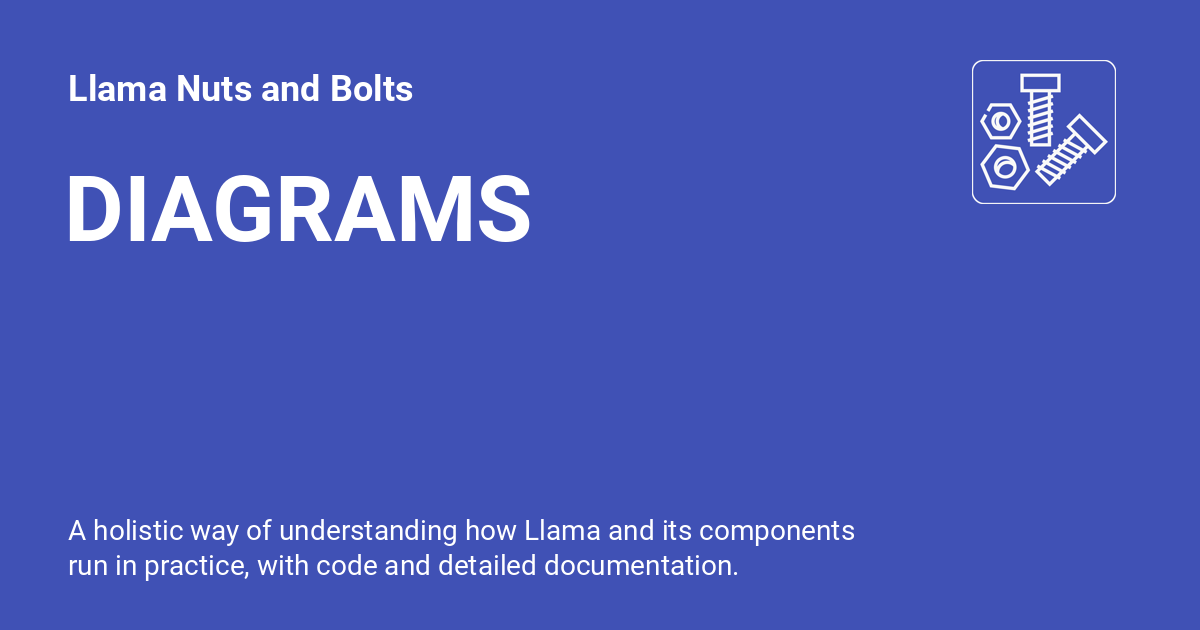 Llama Nuts and Bolts
DIAGRAMS
A holistic way of understanding how Llama and its components
run in practice, with code and detailed documentation.